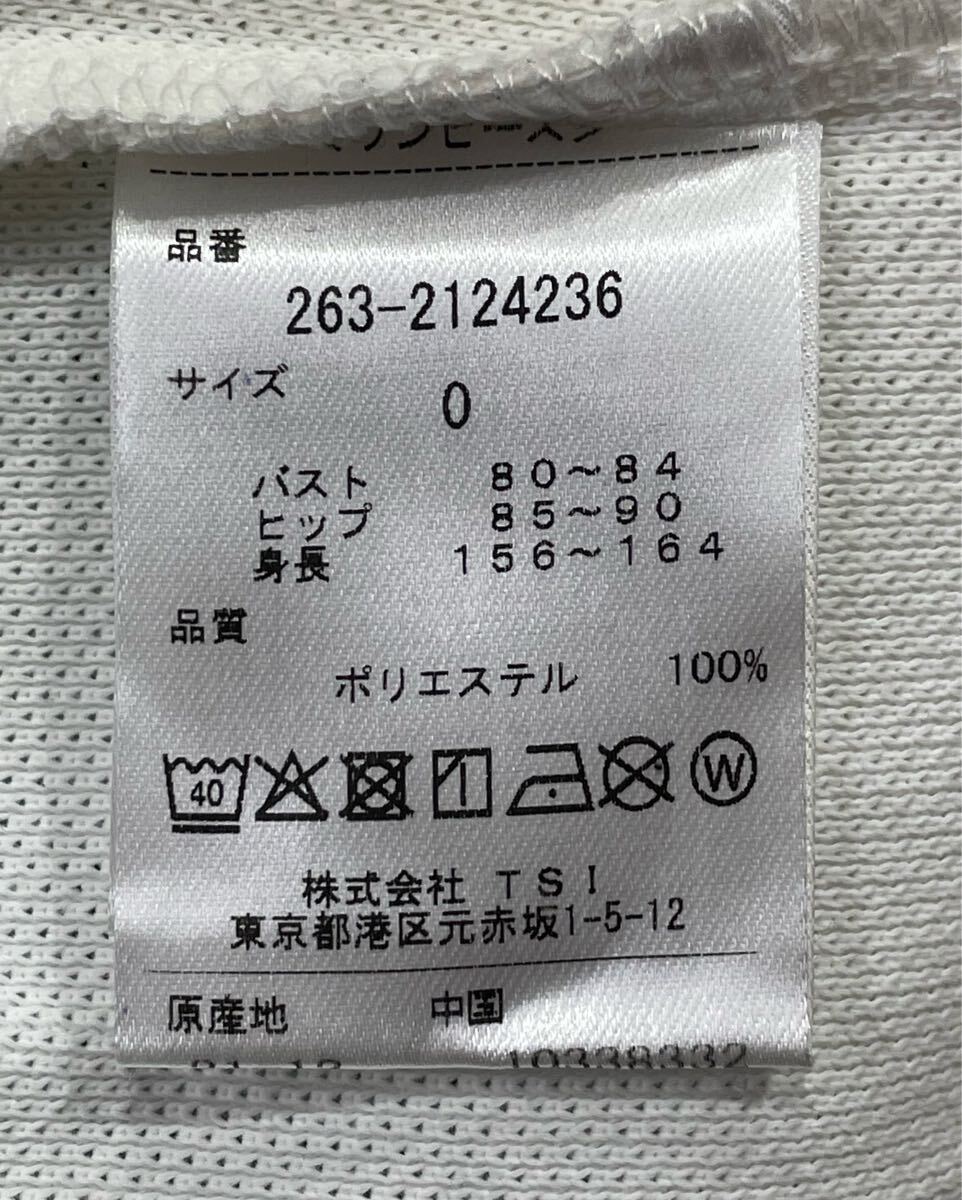 品番
263-2124236
サイズ 0
バスト 80〜84
ヒップ 85〜90
身長 156〜164
品質
ポリエステル 100%
40 W
株式会社 TSI
東京都港区元赤坂1-5-12
原産地 中国
10338332